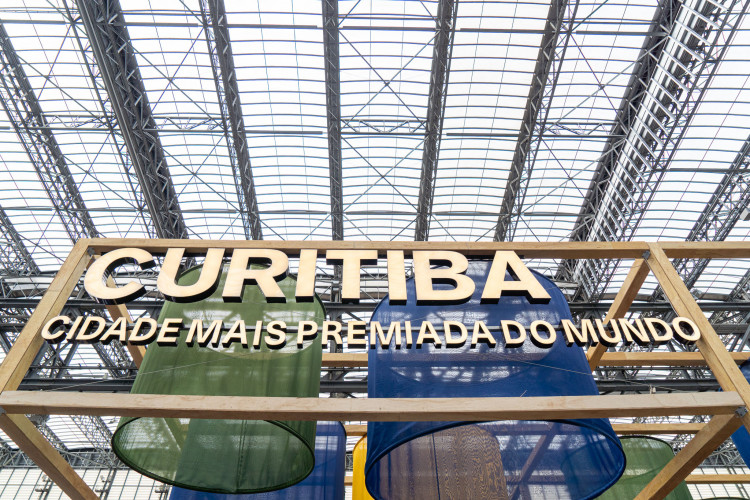 CURITIBA
CIDADE MAIS PREMIADA DO MUNDO